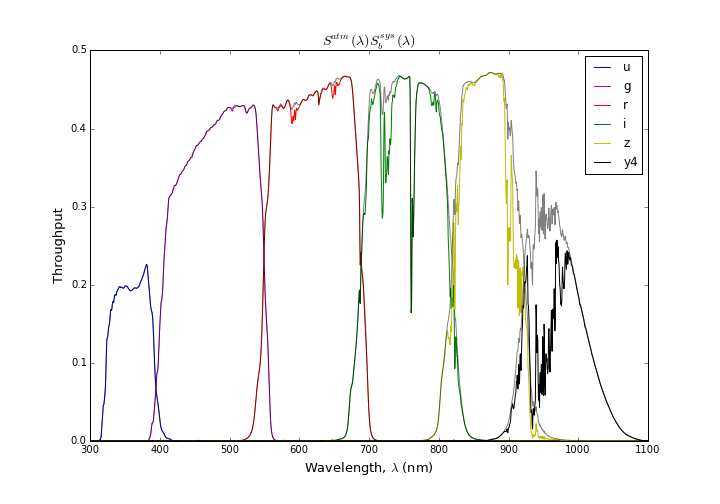 S^{atm}(λ)S_b^{sys}(λ)
0.5
0.4
0.3
0.2
0.1
0.0
Throughput
u
g
r
i
z
y4
300 400 500 600 700 800 900 1000 1100
Wavelength, λ (nm)